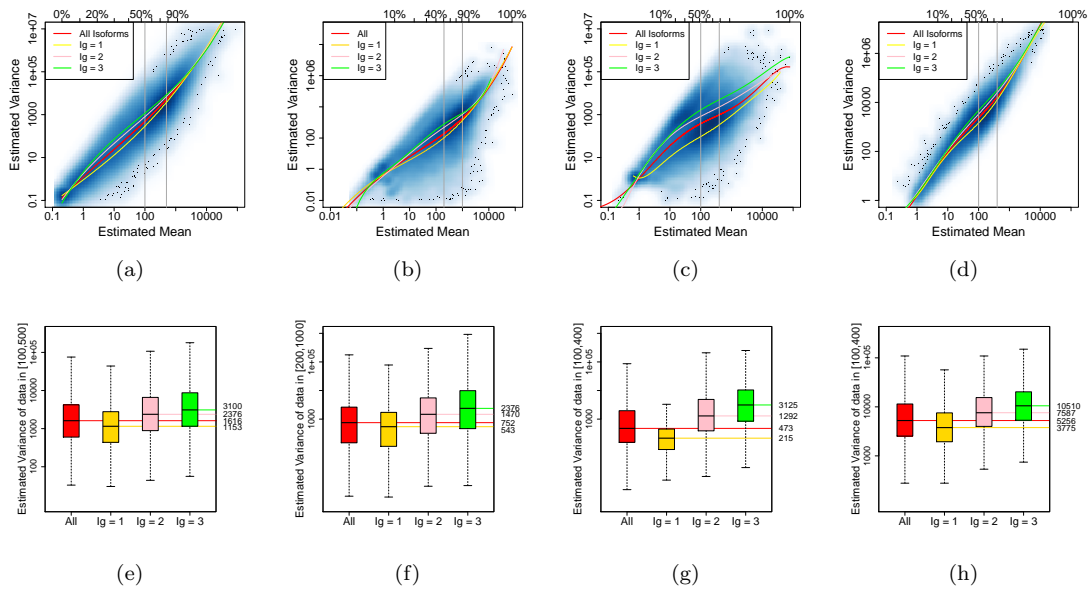 0% 20% 50% 90%
Estimated Variance
0.1 10 1000 1e+05 1e+07
All Isoforms
Ig = 1
Ig = 2
Ig = 3
0.1 1 10 100 10000
Estimated Mean
(a)
10% 40% 90% 100%
Estimated Variance
0.01 1 100 10000 1e+06
All
Ig = 1
Ig = 2
Ig = 3
0.01 1 10 100 10000
Estimated Mean
(b)
10% 50% 100%
Estimated Variance
0.1 10 1000 1e+05 1e+07
All Isoforms
Ig = 1
Ig = 2
Ig = 3
0.1 1 10 100 10000
Estimated Mean
(c)
10% 50% 100%
Estimated Variance
1 100 10000 1e+06
All Isoforms
Ig = 1
Ig = 2
Ig = 3
0.1 1 10 100 10000
Estimated Mean
(d)
Estimated Variance of data in [100,500]
100 1000 10000 1e+05
3100
2376
1616
1153
All Ig = 1 Ig = 2 Ig = 3
(e)
Estimated Variance of data in [200,1000]
1e+05
2378
1470
752
543
All Ig = 1 Ig = 2 Ig = 3
(f)
Estimated Variance of data in [100,400]
1e+05
3125
1292
473
215
All Ig = 1 Ig = 2 Ig = 3
(g)
Estimated Variance of data in [100,400]
1000 10000 1e+05
10510
7587
5256
3775
All Ig = 1 Ig = 2 Ig = 3
(h)